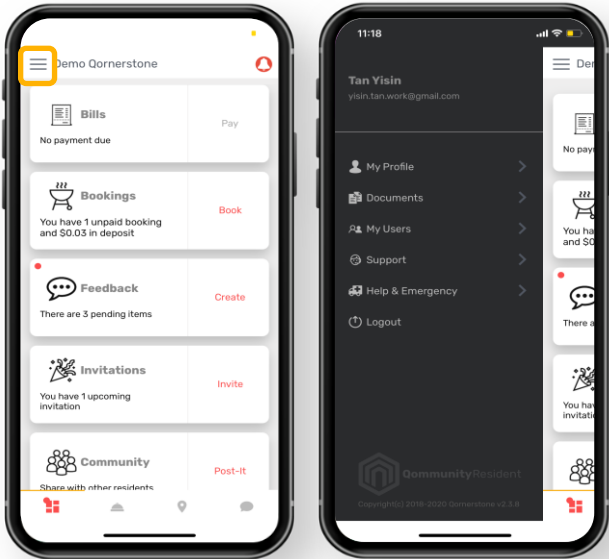 Demo Qornerstone
Bills
Pay
No payment due
Bookings
You have 1 unpaid booking
and $0.03 in deposit
Book
Feedback
There are 3 pending items
Create
Invitations
You have 1 upcoming
invitation
Invite
Community
Share with other residents
Post-It
11:18
Tan Yisin
yisin.tan.work@gmail.com
My Profile
Documents
My Users
Support
Help & Emergency
Logout
QommunityResident
Copyright(c) 2018-2020 Qornerstone v2.3.8
Der
No payr
You ha
and $0
There a
You ha
invitati